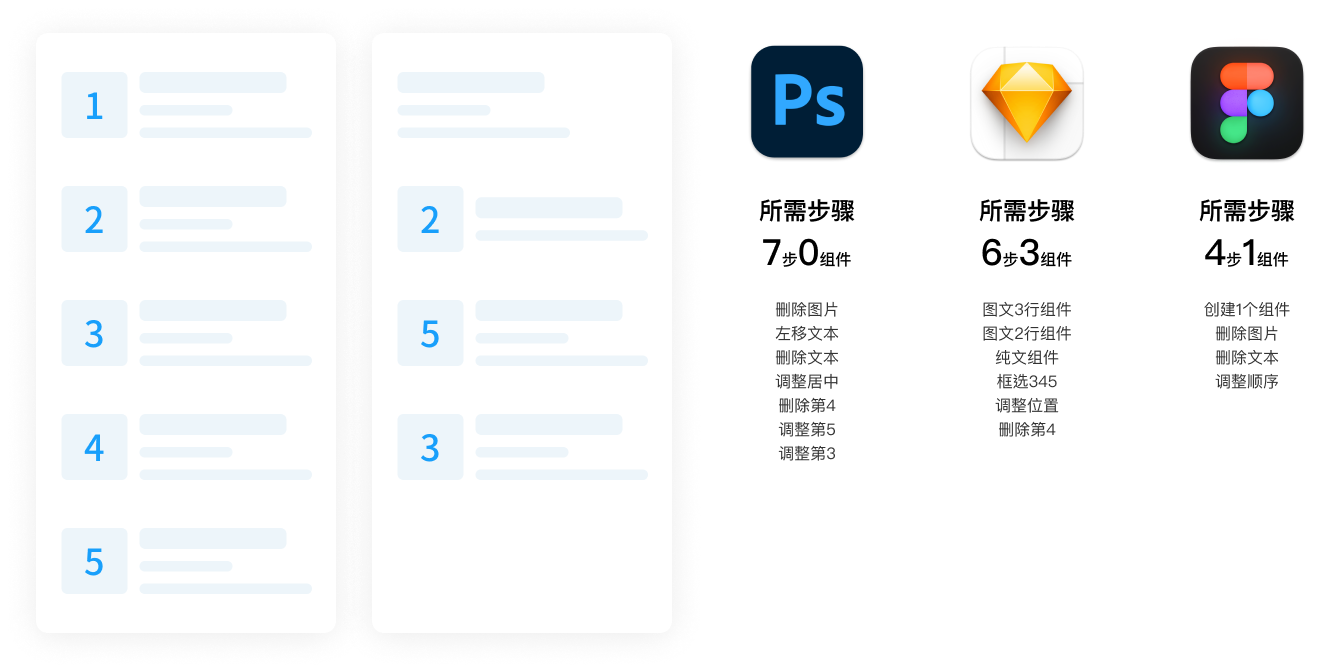 1
2
3
4
5
2
5
3
Ps
所需步骤
7步0组件
删除图片
左移文本
删除文本
调整居中
删除第4
调整第5
调整第3
所需步骤
6步3组件
图文3行组件
图文2行组件
纯文组件
框选345
调整位置
删除第4
所需步骤
4步1组件
创建1个组件
删除图片
删除文本
调整顺序